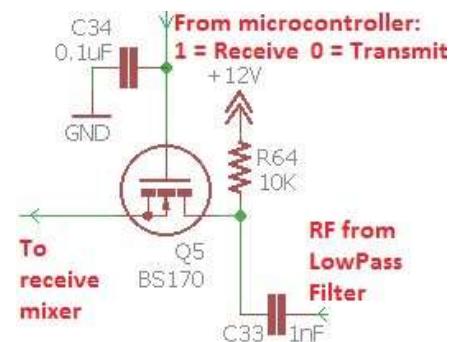 C34
0.1uF
From microcontroller:
1 = Receive 0 = Transmit
+12V
GND
R64
10K
Q5
BS170
To
receive
mixer
RF from
LowPass
Filter
C33
1nF